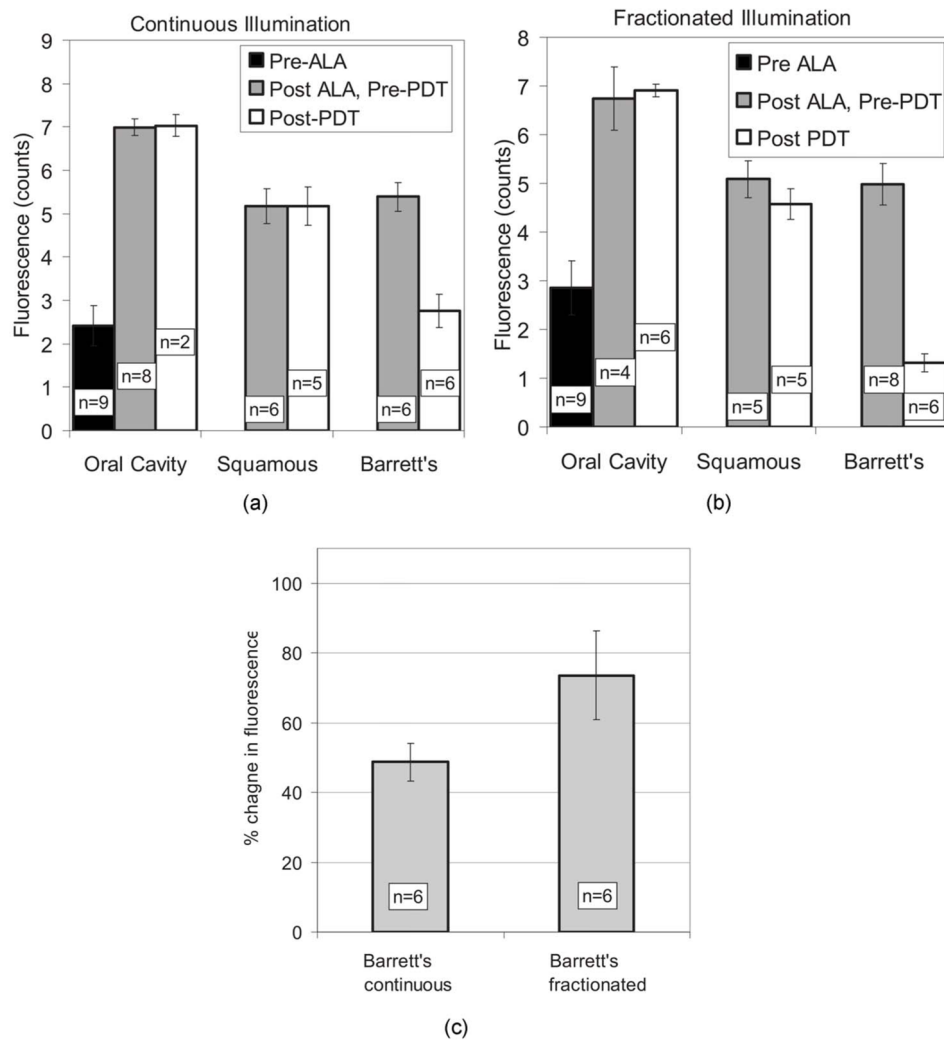 Continuous Illumination
9
8
7
6
5
4
3
2
1
0
Fluorescence (counts)
Pre-ALA
Post ALA, Pre-PDT
Post-PDT
n=9
n=8
n=2
n=6
n=5
n=6
n=6
Oral Cavity Squamous Barrett's
(a)
Fractionated Illumination
8
7
6
5
4
3
2
1
0
Fluorescence (counts)
Pre ALA
Post ALA, Pre-PDT
Post PDT
n=9
n=4
n=6
n=5
n=5
n=8
n=6
Oral Cavity Squamous Barrett's
(b)
100
80
60
40
20
0
% chagne in fluorescence
n=6
n=6
Barrett's
continuous
Barrett's
fractionated
(c)